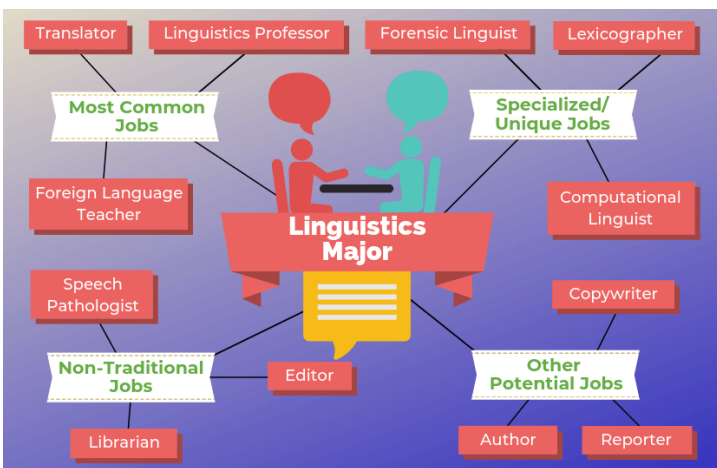 Translator
Linguistics Professor
Forensic Linguist
Lexicographer
Most Common
Jobs
Specialized/
Unique Jobs
Foreign Language
Teacher
Computational
Linguist
Linguistics
Major
Speech
Pathologist
Copywriter
Non-Traditional
Jobs
Editor
Other
Potential Jobs
Librarian
Author
Reporter